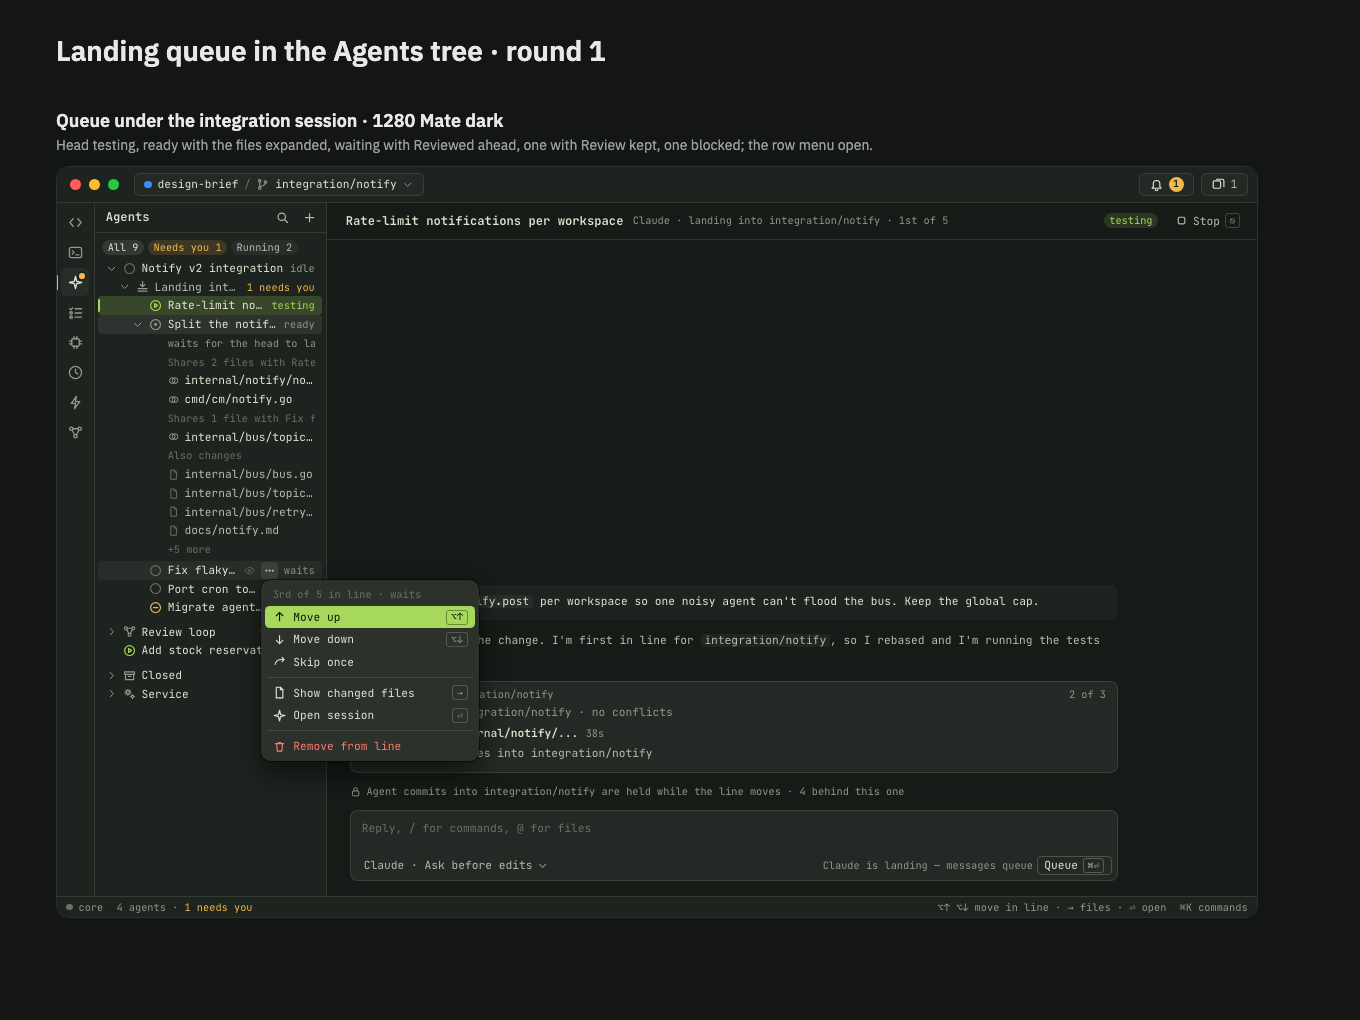 Landing queue in the Agents tree · round 1
Queue under the integration session · 1280 Mate dark
Head testing, ready with the files expanded, waiting with Reviewed ahead, one with Review kept, one blocked; the row menu open.
design-brief / integration/notify
1
1
Agents
All 9 Needs you 1 Running 2
Notify v2 integration idle
Landing int… 1 needs you
Rate-limit no… testing
Split the notif… ready
waits for the head to la
Shares 2 files with Rate
internal/notify/no…
cmd/cm/notify.go
Shares 1 file with Fix f
internal/bus/topic…
Also changes
internal/bus/bus.go
internal/bus/topic…
internal/bus/retry…
docs/notify.md
+5 more
Fix flaky… waits
Port cron to…
Migrate agent…
Review loop
Add stock reservat
Closed
Service
3rd of 5 in line · waits
Move up ⌥↑
Move down ⌥↓
Skip once
Show changed files →
Open session ⏎
Remove from line
Rate-limit notifications per workspace Claude · landing into integration/notify · 1st of 5
testing Stop
ify.post per workspace so one noisy agent can't flood the bus. Keep the global cap.
he change. I'm first in line for integration/notify, so I rebased and I'm running the tests
ation/notify 2 of 3
gration/notify · no conflicts
rnal/notify/... 38s
es into integration/notify
Agent commits into integration/notify are held while the line moves · 4 behind this one
Reply, / for commands, @ for files
Claude · Ask before edits
Claude is landing — messages queue Queue ⌘⏎
core 4 agents · 1 needs you
⌥↑ ⌥↓ move in line · → files · ⏎ open ⌘K commands